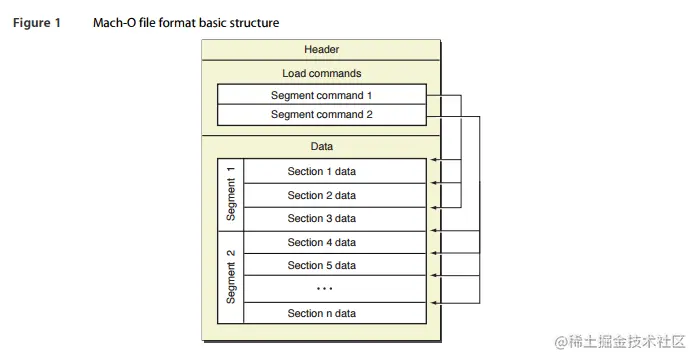 Figure 1 Mach-O file format basic structure
Header
Load commands
Segment command 1
Segment command 2
Data
Segment 1
Section 1 data
Section 2 data
Section 3 data
Segment 2
Section 4 data
Section 5 data
...
Section n data
@稀土掘金技术社区